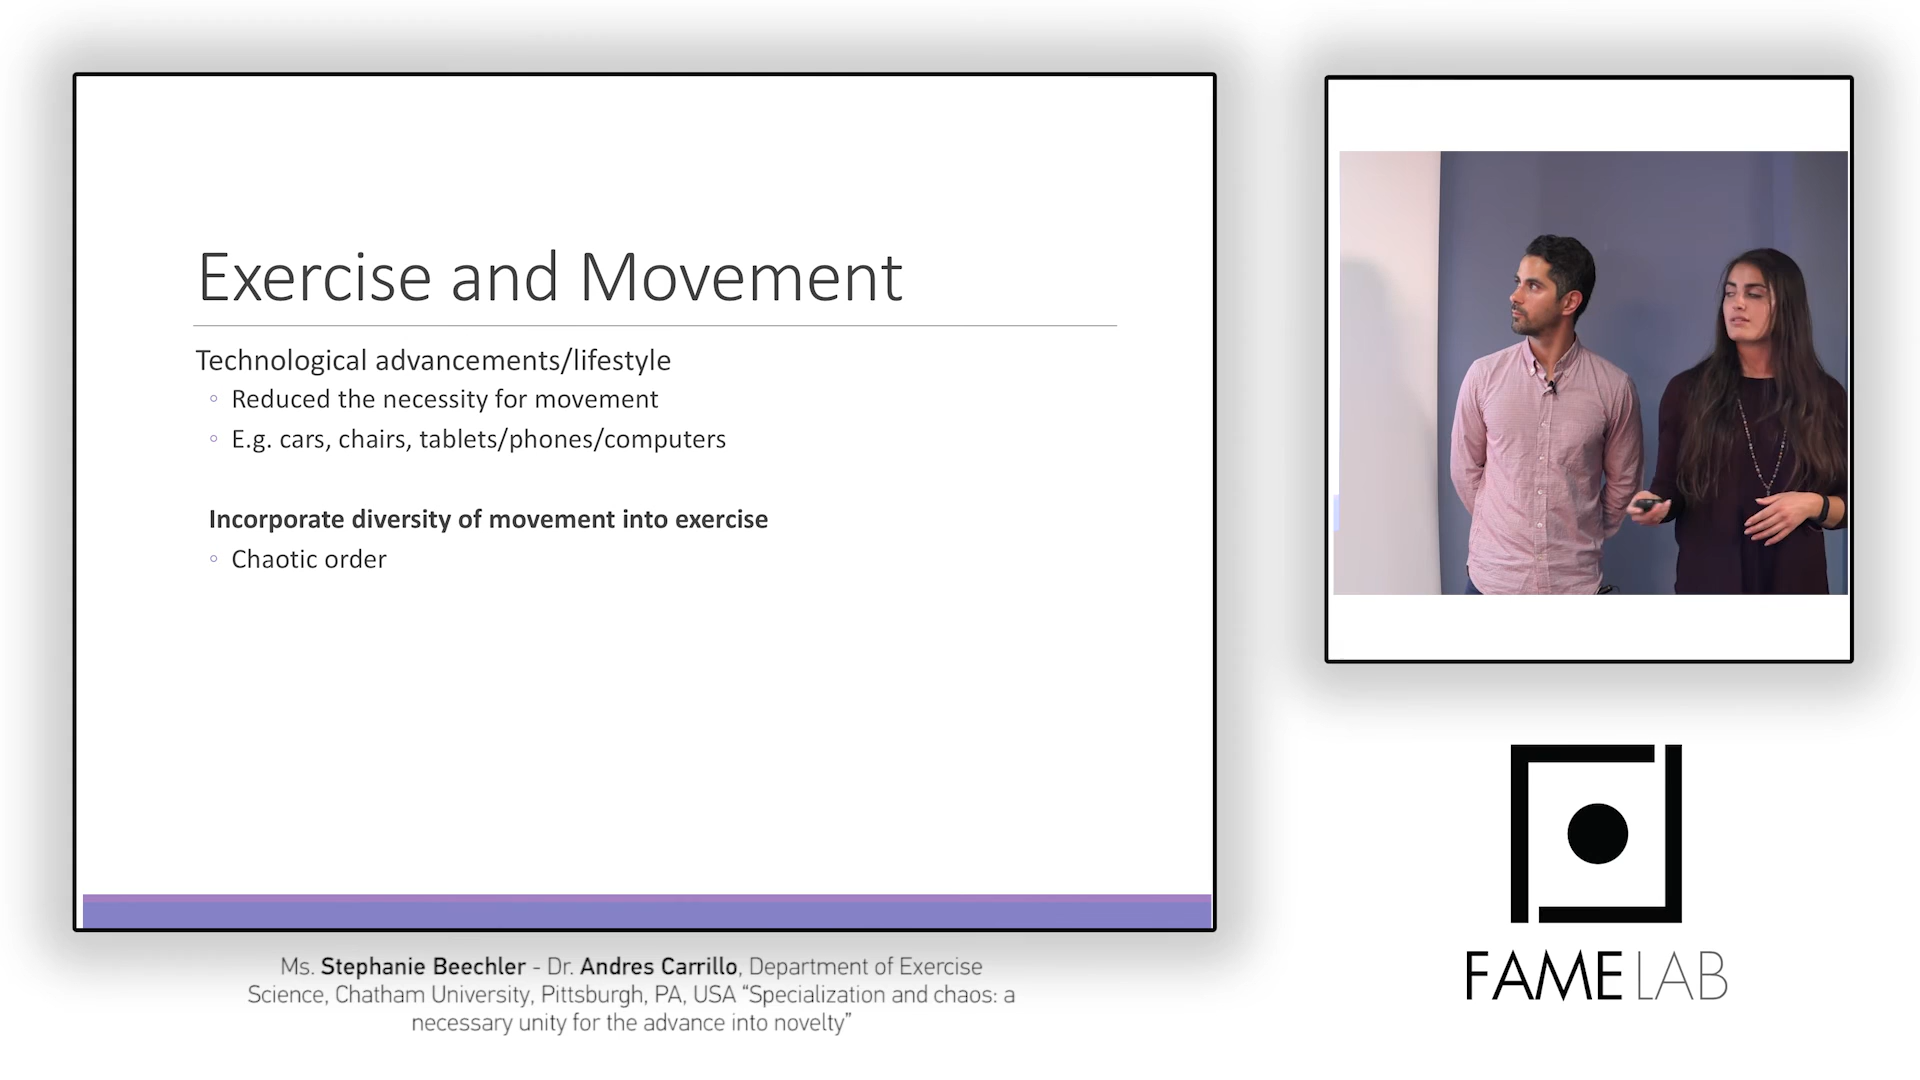 Exercise and Movement
Technological advancements/lifestyle
◦ Reduced the necessity for movement
◦ E.g. cars, chairs, tablets/phones/computers
Incorporate diversity of movement into exercise
◦ Chaotic order
Ms. Stephanie Beechler - Dr. Andres Carrillo, Department of Exercise
Science, Chatham University, Pittsburgh, PA, USA “Specialization and chaos: a
necessary unity for the advance into novelty”
FAME LAB